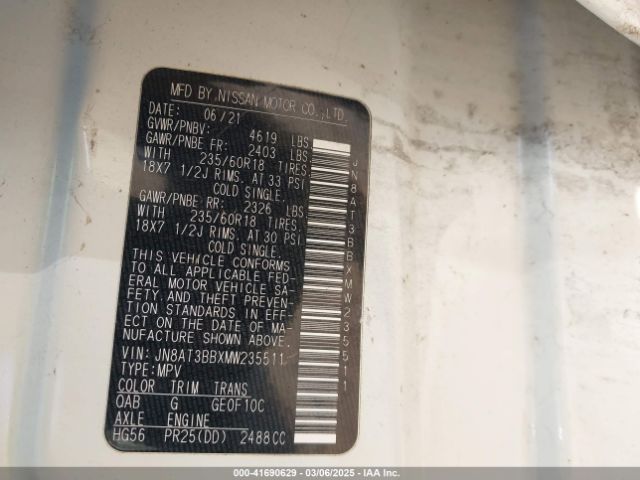 MFD BY NISSAN MOTOR CO.,LTD.
DATE: 06/21
GVWR/PNBV: 4619 LBS
GAWR/PNBE FR: 2403 LBS
WITH 235/60R18 TIRES.
18X7 1/2J RIMS. AT 33 PSI
COLD SINGLE.
GAWR/PNBE RR: 2326 LBS
WITH 235/60R18 TIRES.
18X7 1/2J RIMS. AT 30 PSI
COLD SINGLE.
THIS VEHICLE CONFORMS
TO ALL APPLICABLE FED-
ERAL MOTOR VEHICLE SA-
FETY AND THEFT PREVEN-
TION STANDARDS IN EFF-
ECT ON THE DATE OF MA-
NUFACTURE SHOWN ABOVE.
VIN: JN8AT3BBXMW235511
TYPE: MPV
COLOR TRIM TRANS
QAB G GE0F10C
AXLE ENGINE
HG56 PR25(DD) 2488CC
JN8AT3BBXMW235511
000-41690629 - 03/06/2025 - IAA Inc.